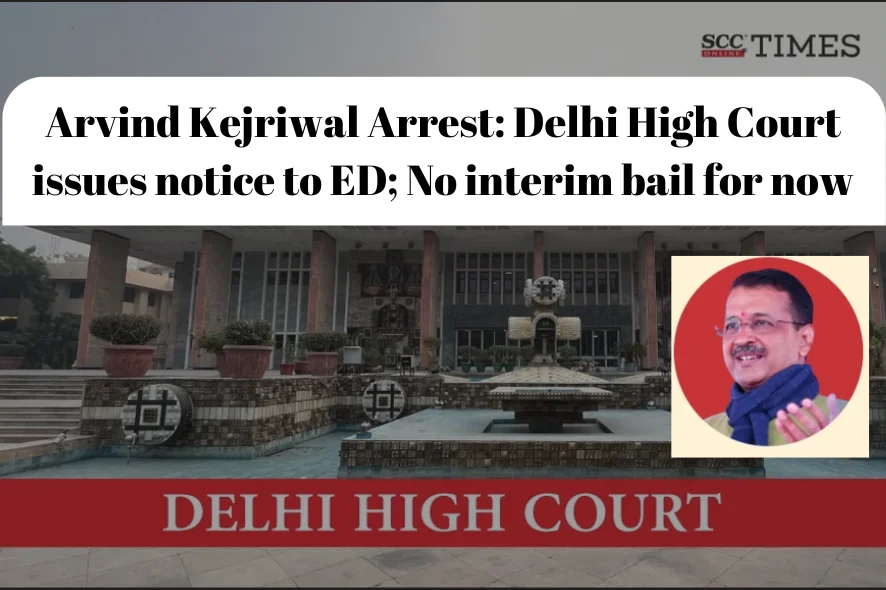 SCC
ONLINE
TIMES
Arvind Kejriwal Arrest: Delhi High Court
issues notice to ED; No interim bail for now
DELHI HIGH COURT